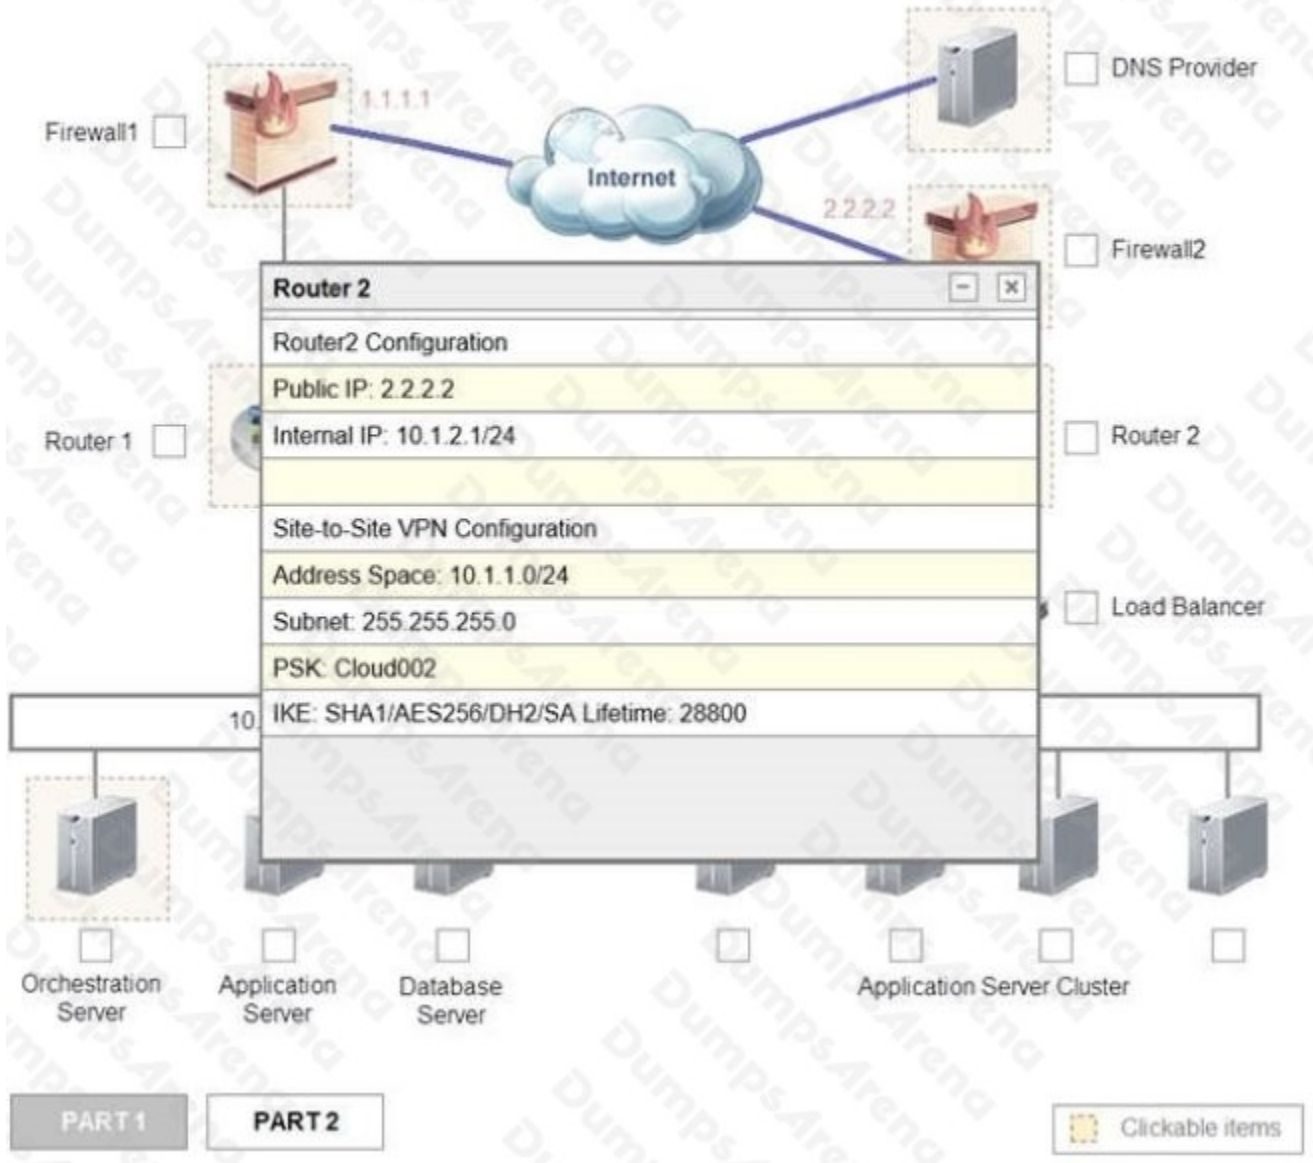 DNS Provider
1.1.1.1
Firewall1
Internet
2.2.2.2
Firewall2
Router 2
Router2 Configuration
Public IP: 2.2.2.2
Internal IP: 10.1.2.1/24
Router 1
Router 2
Site-to-Site VPN Configuration
Address Space: 10.1.1.0/24
Load Balancer
Subnet: 255.255.255.0
PSK: Cloud002
IKE: SHA1/AES256/DH2/SA Lifetime: 28800
10.
Orchestration
Server
Application
Server
Database
Server
Application Server Cluster
PART 1
PART 2
Clickable items
DumpsArena